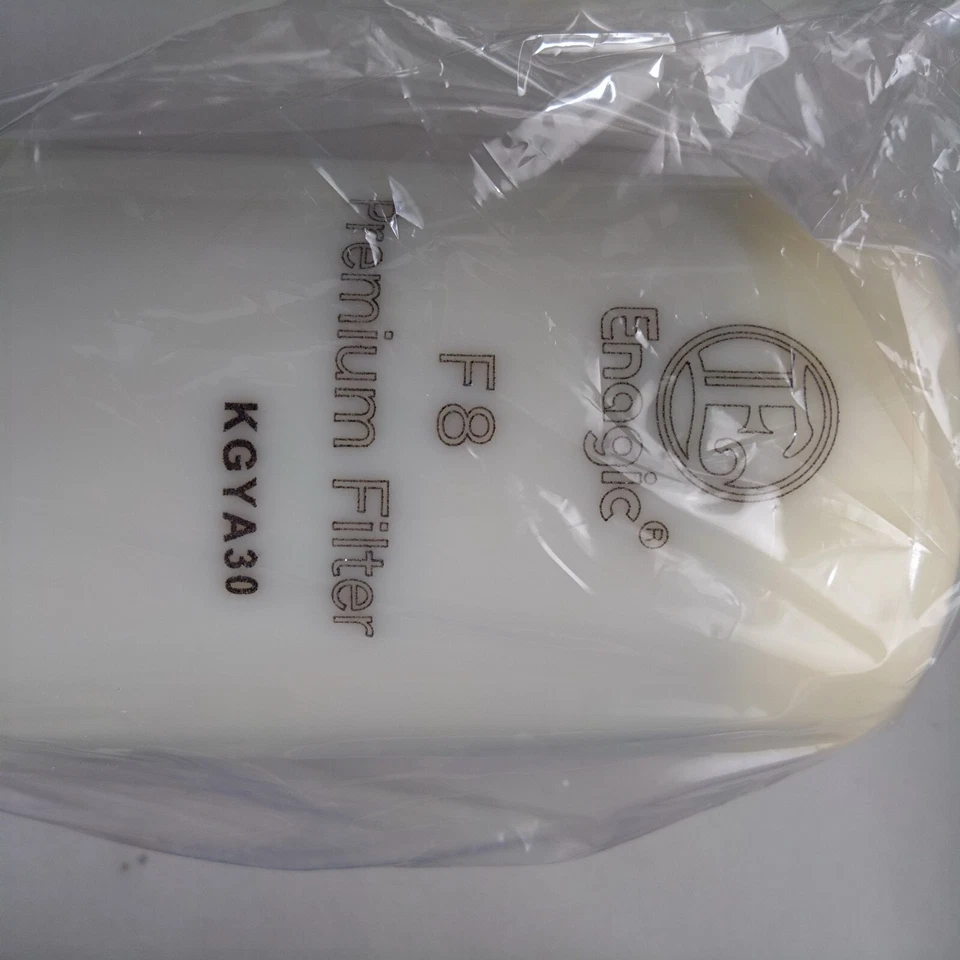 E
Enagic®
F8
Premium Filter
KGYA30